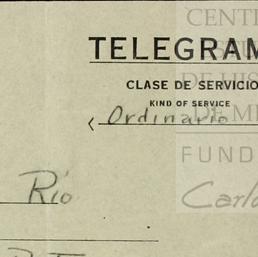 CENT
TELEGRAM
CLASE DE SERVICIO
DE HIS
KIND OF SERVICE
Ordinario
DE M
FUND
Río
Carlo